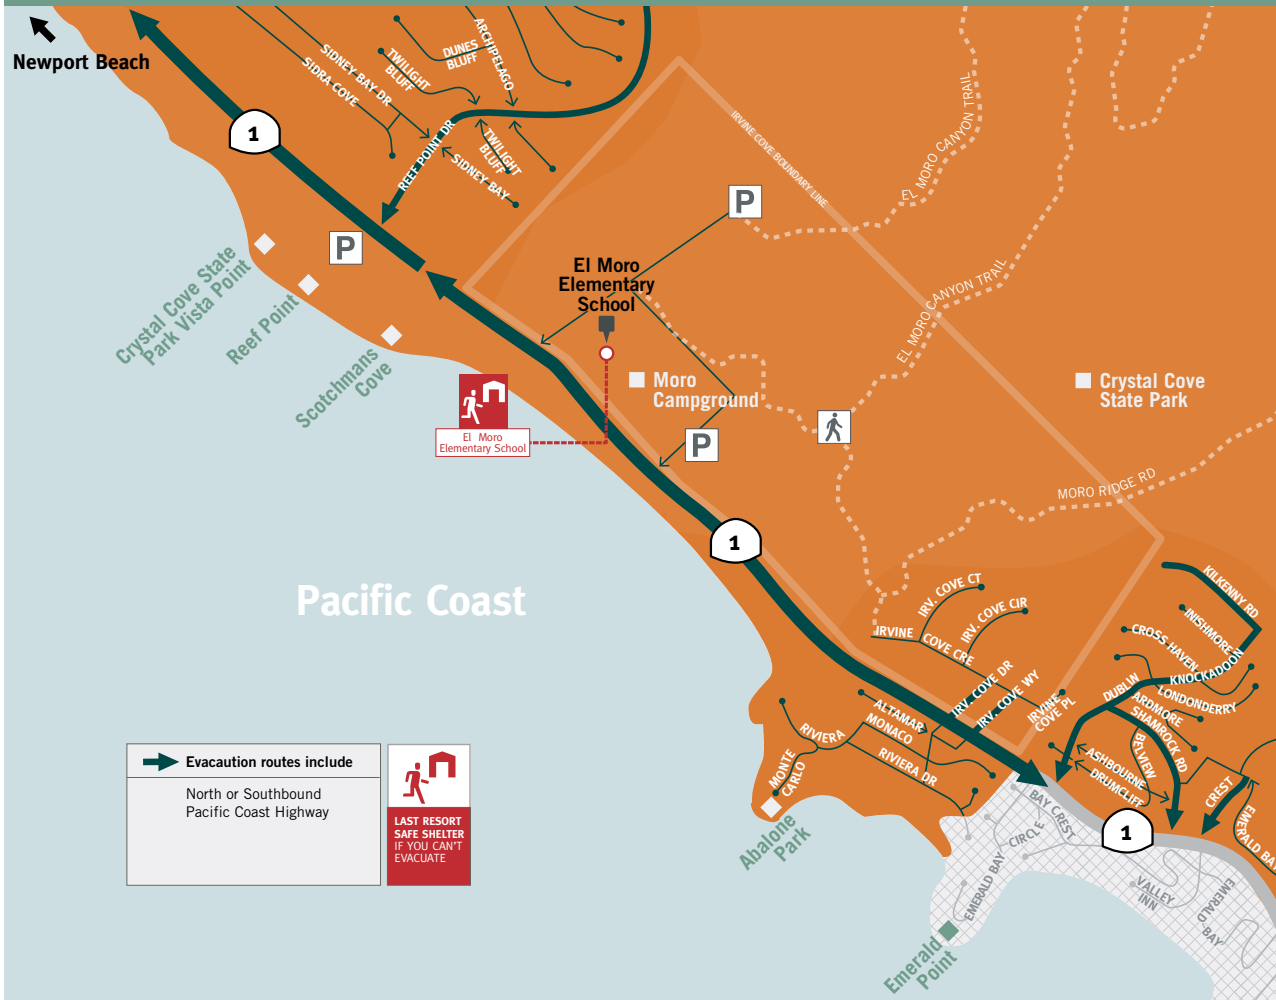 Newport Beach
1
SIDNEY BAY DR
SIDRA COVE
TWILIGHT
BLUFF
DUNES
BLUFF
ARCHIPELAGO
REEF POINT DR
TWILIGHT
BLUFF
SIDNEY BAY
IRVINE COVE BOUNDARY LINE
EL MORO CANYON TRAIL
P
P
El Moro
Elementary
School
EL MORO CANYON TRAIL
Crystal Cove State
Park Vista Point
Reef Point
Scotchmans
Cove
Moro
Campground
Crystal Cove
State Park
El Moro
Elementary School
P
MORO RIDGE RD
1
Pacific Coast
IRV. COVE CT
IRV. COVE CIR
IRVINE
COVE CRE
IRV. COVE DR
IRV. COVE WY
IRVINE
COVE PL
KILKENNY RD
INISHMORE
CROSS HAVEN
KNOCKADOON
DUBLIN
LONDONDERRY
ARDMORE
SHAMROCK RD
BELVIEW
ASHBOURNE
DRUMCLIFF
CREST
EMERALD BAY
ALTAMAR
MONACO
RIVIERA
RIVIERA DR
MONTE
CARLO
Abalone
Park
BAY CREST
CIRCLE
EMERALD BAY
1
VALLEY
INN
EMERALD
BAY
Emerald
Point
Evacaution routes include
North or Southbound
Pacific Coast Highway
LAST RESORT
SAFE SHELTER
IF YOU CAN'T
EVACUATE